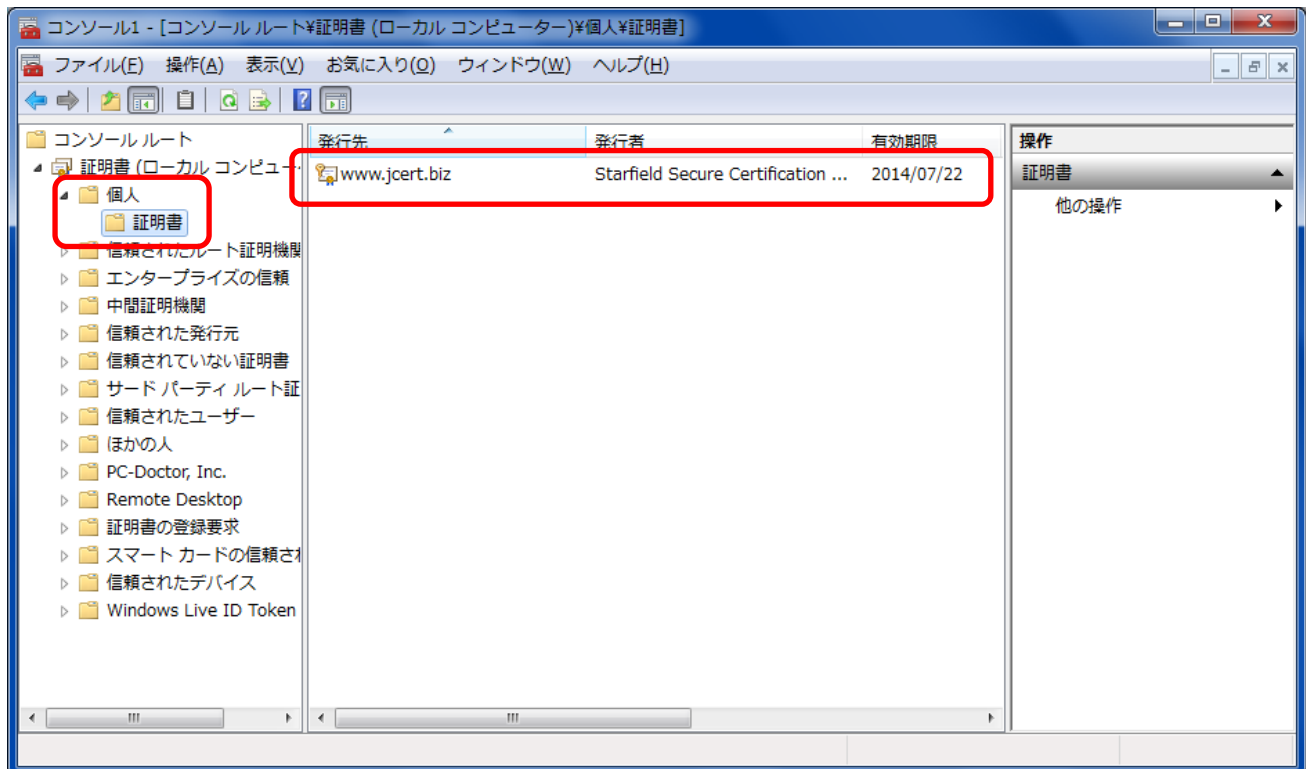 コンソール1 - [コンソール ルート¥証明書 (ローカル コンピューター)¥個人¥証明書]
ファイル(F) 操作(A) 表示(V) お気に入り(O) ウィンドウ(W) ヘルプ(H)
コンソール ルート
証明書 (ローカル コンピュー
個人
証明書
信頼されたルート証明機関
エンタープライズの信頼
中間証明機関
信頼された発行元
信頼されていない証明書
サード パーティ ルート証
信頼されたユーザー
ほかの人
PC-Doctor, Inc.
Remote Desktop
証明書の登録要求
スマート カードの信頼され
信頼されたデバイス
Windows Live ID Token
発行先 発行者 有効期限
www.jcert.biz Starfield Secure Certification ... 2014/07/22
操作
証明書
他の操作